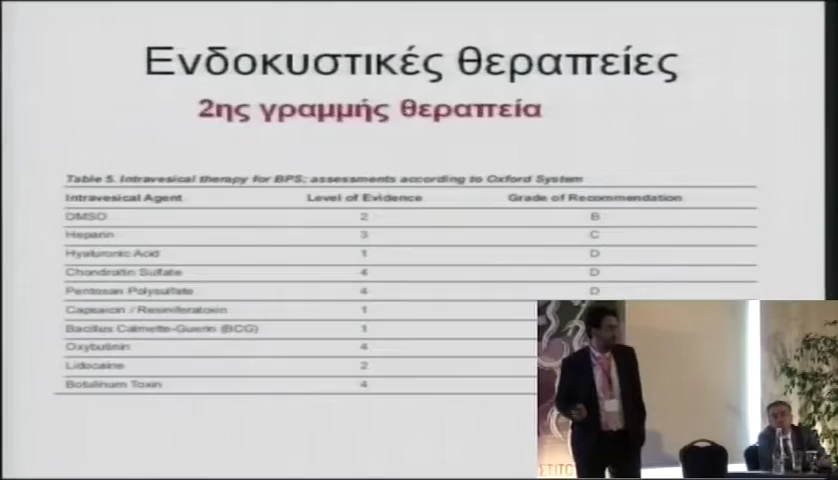 Ενδοκυστικές θεραπείες
2ης γραμμής θεραπεία
Table 5. Intravesical therapy for BPS; assessments according to Oxford System
Intravesical Agent Level of Evidence Grade of Recommendation
DMSO 2 B
Heparin 3 C
Hyaluronic Acid 1 D
Chondroitin Sulfate 4 D
Pentosan Polysulfate 4 D
Capsaicin / Resiniferatoxin 1
Bacillus Calmette-Guerin (BCG) 1
Oxybutinin 4
Lidocaine 2
Botulinum Toxin 4
ΣΤΙΤΟ